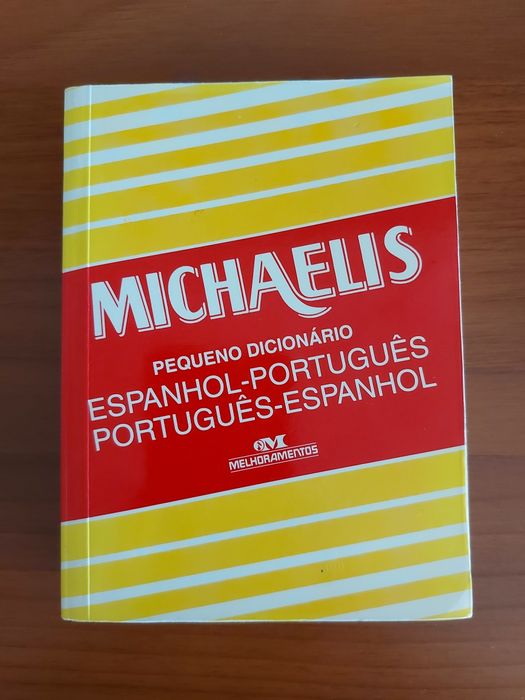 MICHAELIS
PEQUENO DICIONÁRIO
ESPANHOL-PORTUGUÊS
PORTUGUÊS-ESPANHOL
M
MELHORAMENTOS